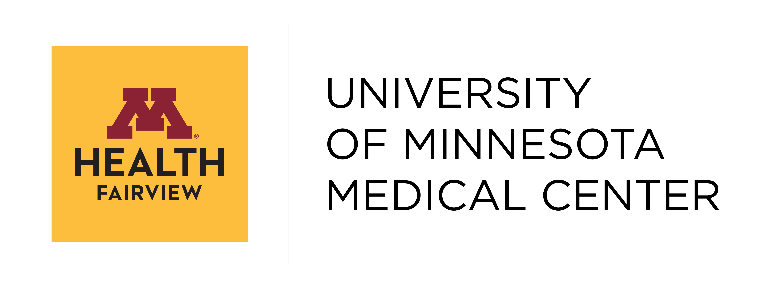 M®
HEALTH
FAIRVIEW
UNIVERSITY
OF MINNESOTA
MEDICAL CENTER